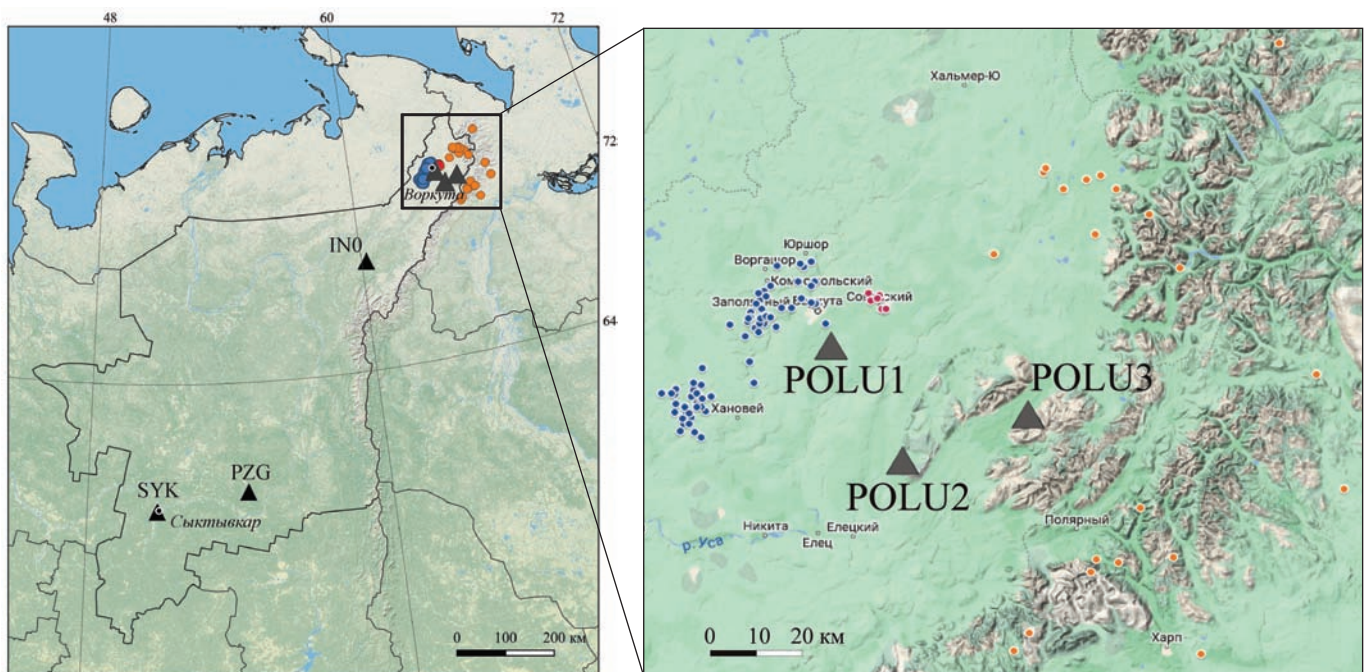 48
60
72
72
64
Воркута
IN0
PZG
SYK
Сыктывкар
0 100 200 км
Хальмер-Ю
Юршор
Воргашор
Комсомольский
Заполярный Воркута
Советский
POLU1
POLU3
Хановей
POLU2
Никита
Елецкий
Елец
р. Уса
Полярный
Харп
0 10 20 км